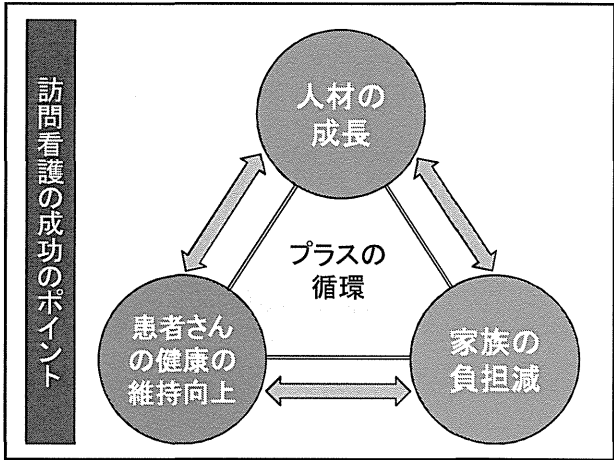 訪問看護の成功のポイント
人材の
成長
プラスの
循環
患者さん
の健康の
維持向上
家族の
負担減